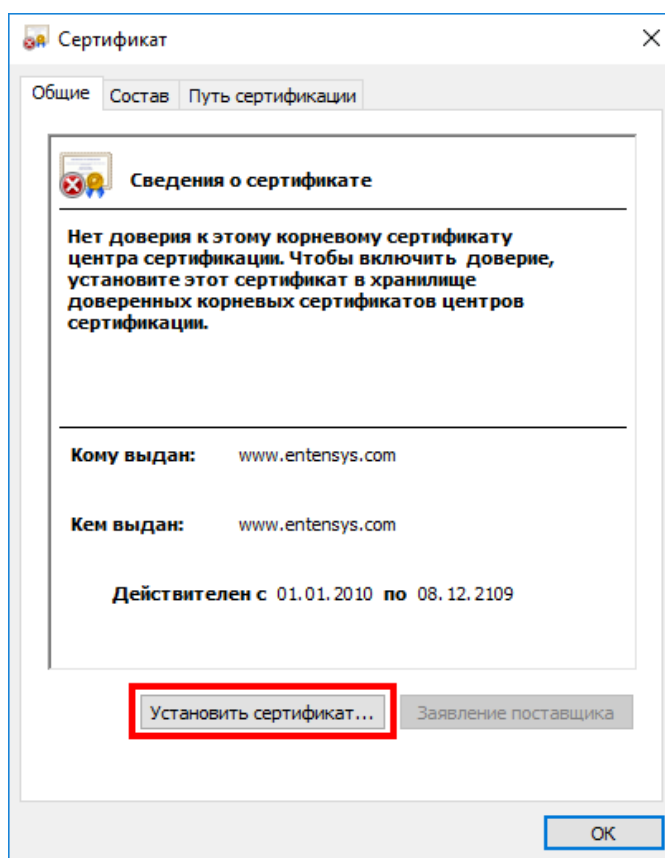 Сертификат
Общие Состав Путь сертификации
Сведения о сертификате
Нет доверия к этому корневому сертификату
центра сертификации. Чтобы включить доверие,
установите этот сертификат в хранилище
доверенных корневых сертификатов центров
сертификации.
Кому выдан: www.entensys.com
Кем выдан: www.entensys.com
Действителен с 01.01.2010 по 08.12.2109
Установить сертификат... Заявление поставщика
ОК